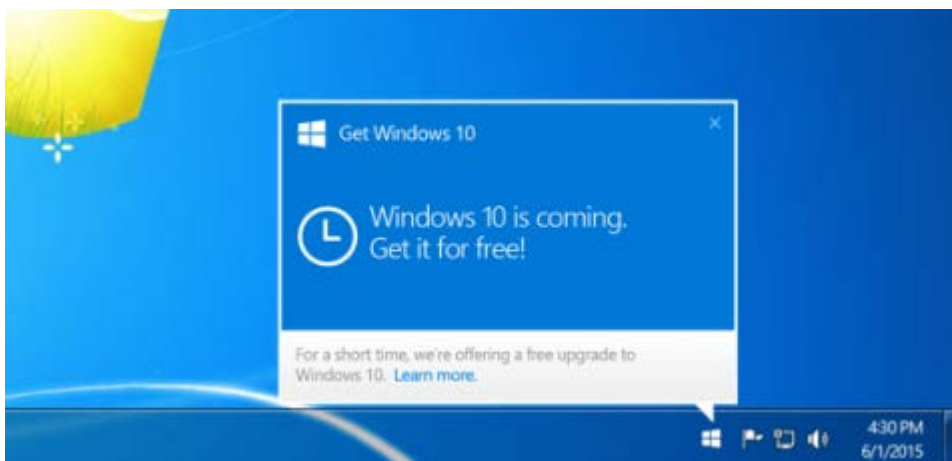 Get Windows 10
Windows 10 is coming.
Get it for free!
For a short time, we're offering a free upgrade to
Windows 10. Learn more.
4:30 PM
6/1/2015